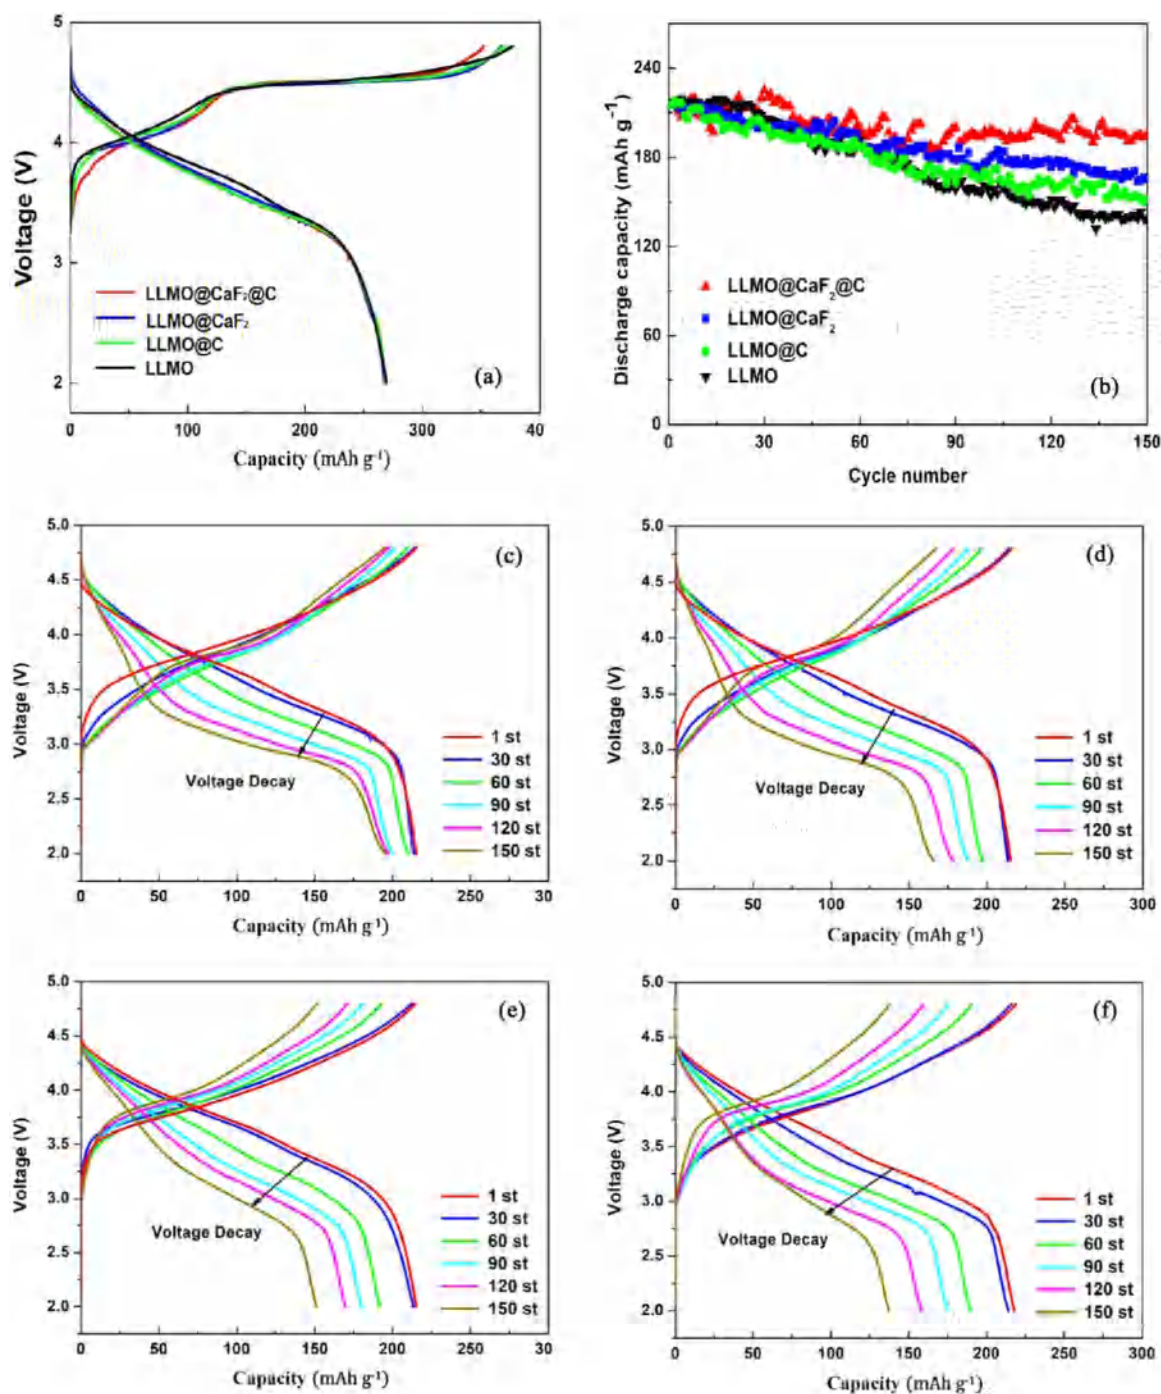 5
4
3
2
Voltage (V)
LLMO@CaF₂@C
LLMO@CaF₂
LLMO@C
LLMO
(a)
0 100 200 300 40
Capacity (mAh g⁻¹)
240
180
120
60
0
Discharge capacity (mAh g⁻¹)
LLMO@CaF₂@C
LLMO@CaF₂
LLMO@C
LLMO
(b)
0 30 60 90 120 150
Cycle number
5.0
4.5
4.0
3.5
3.0
2.5
2.0
Voltage (V)
(c)
Voltage Decay
1 st
30 st
60 st
90 st
120 st
150 st
0 50 100 150 200 250 30
Capacity (mAh g⁻¹)
5.0
4.5
4.0
3.5
3.0
2.5
2.0
Voltage (V)
(d)
Voltage Decay
1 st
30 st
60 st
90 st
120 st
150 st
0 50 100 150 200 250 300
Capacity (mAh g⁻¹)
5.0
4.5
4.0
3.5
3.0
2.5
2.0
Voltage (V)
(e)
Voltage Decay
1 st
30 st
60 st
90 st
120 st
150 st
0 50 100 150 200 250 300
Capacity (mAh g⁻¹)
5.0
4.5
4.0
3.5
3.0
2.5
2.0
Voltage (V)
(f)
Voltage Decay
1 st
30 st
60 st
90 st
120 st
150 st
0 50 100 150 200 250 300
Capacity (mAh g⁻¹)